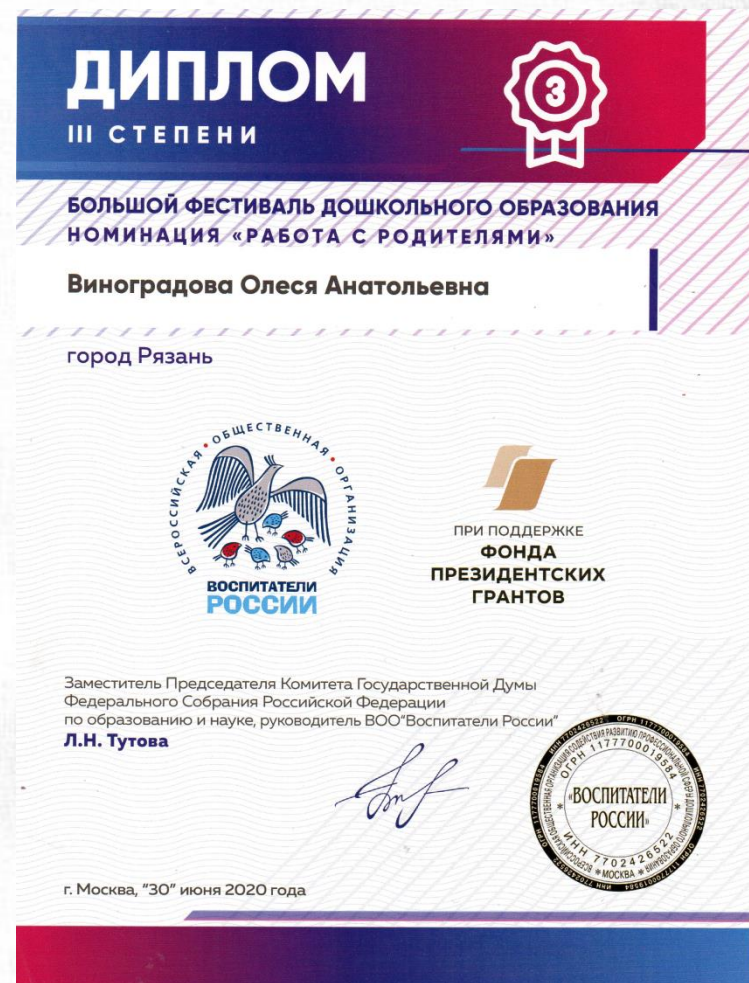 ДИПЛОМ
III СТЕПЕНИ
3
БОЛЬШОЙ ФЕСТИВАЛЬ ДОШКОЛЬНОГО ОБРАЗОВАНИЯ
НОМИНАЦИЯ «РАБОТА С РОДИТЕЛЯМИ»
Виноградова Олеся Анатольевна
город Рязань
ВСЕРОССИЙСКАЯ • ОБЩЕСТВЕННАЯ • ОРГАНИЗАЦИЯ
ВОСПИТАТЕЛИ
РОССИИ
ПРИ ПОДДЕРЖКЕ
ФОНДА
ПРЕЗИДЕНТСКИХ
ГРАНТОВ
Заместитель Председателя Комитета Государственной Думы
Федерального Собрания Российской Федерации
по образованию и науке, руководитель ВОО"Воспитатели России"
Л.Н. Тутова
ОГРН 1177700019584
«ВОСПИТАТЕЛИ
РОССИИ»
ИНН 7702426522
* МОСКВА *
г. Москва, "30" июня 2020 года